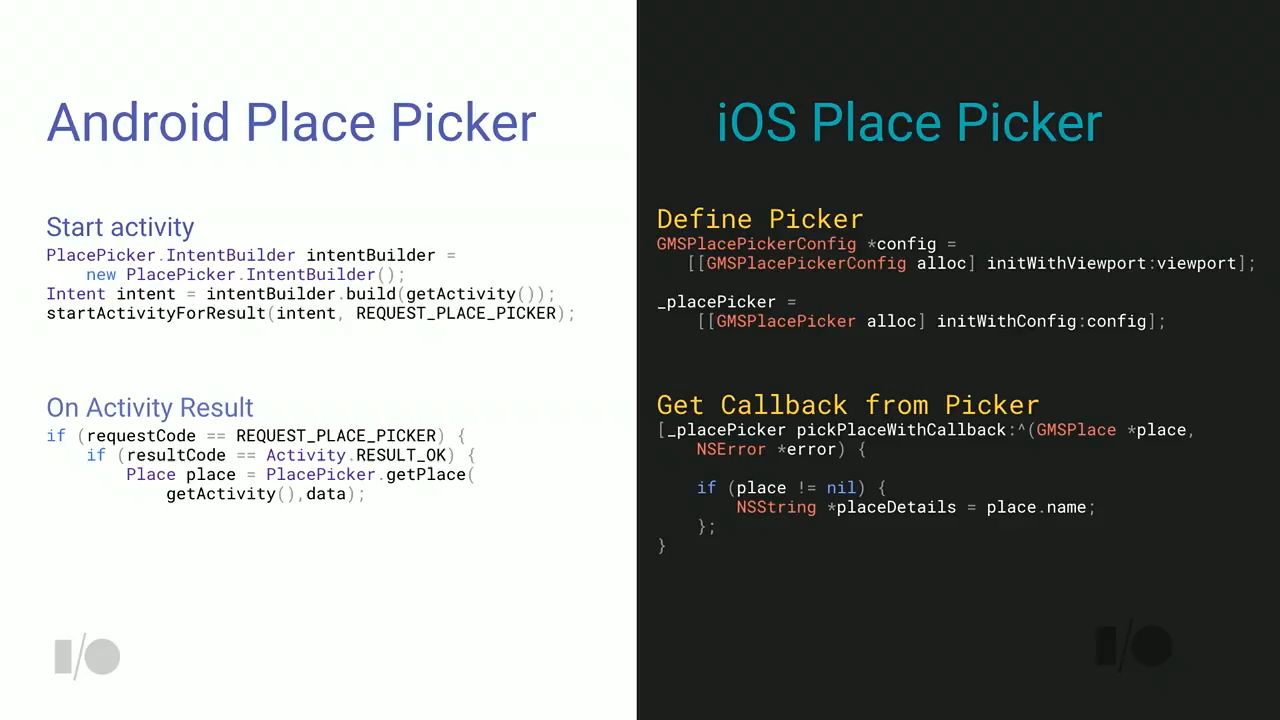 Android Place Picker
Start activity
PlacePicker.IntentBuilder intentBuilder =
    new PlacePicker.IntentBuilder();
Intent intent = intentBuilder.build(getActivity());
startActivityForResult(intent, REQUEST_PLACE_PICKER);
On Activity Result
if (requestCode == REQUEST_PLACE_PICKER) {
    if (resultCode == Activity.RESULT_OK) {
        Place place = PlacePicker.getPlace(
            getActivity(),data);
I/O
iOS Place Picker
Define Picker
GMSPlacePickerConfig *config =
   [[GMSPlacePickerConfig alloc] initWithViewport:viewport];
_placePicker =
    [[GMSPlacePicker alloc] initWithConfig:config];
Get Callback from Picker
[_placePicker pickPlaceWithCallback:^(GMSPlace *place,
    NSError *error) {
    if (place != nil) {
        NSString *placeDetails = place.name;
    };
}
I/O